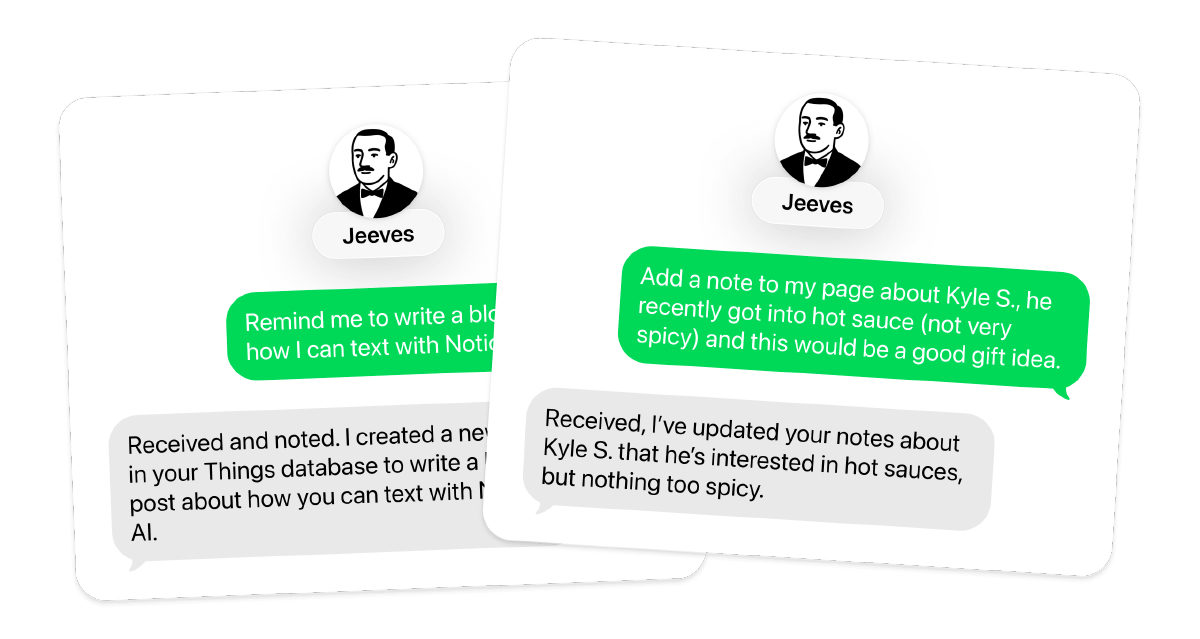 Jeeves
Remind me to write a
how I can text with
Received and noted. I created a
in your Things database to write a
post about how you can text with
AI.
Jeeves
Add a note to my page about Kyle S., he
recently got into hot sauce (not very
spicy) and this would be a good gift idea.
Received, I’ve updated your notes about
Kyle S. that he’s interested in hot sauces,
but nothing too spicy.